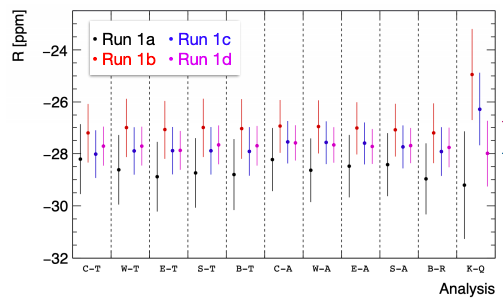 R [ppm]
Run 1a Run 1c
Run 1b Run 1d
−24
−26
−28
−30
−32
C−T W−T E−T S−T B−T C−A W−A E−A S−A B−R K−Q
Analysis